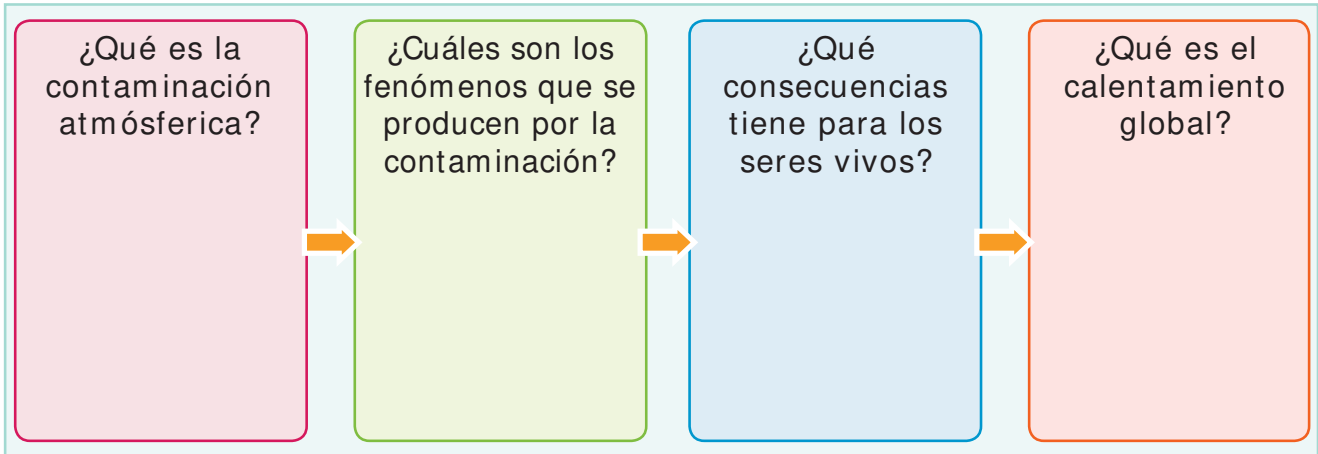 ¿Qué es la
contaminación
atmósferica?
¿Cuáles son los
fenómenos que se
producen por la
contaminación?
¿Qué
consecuencias
tiene para los
seres vivos?
¿Qué es el
calentamiento
global?